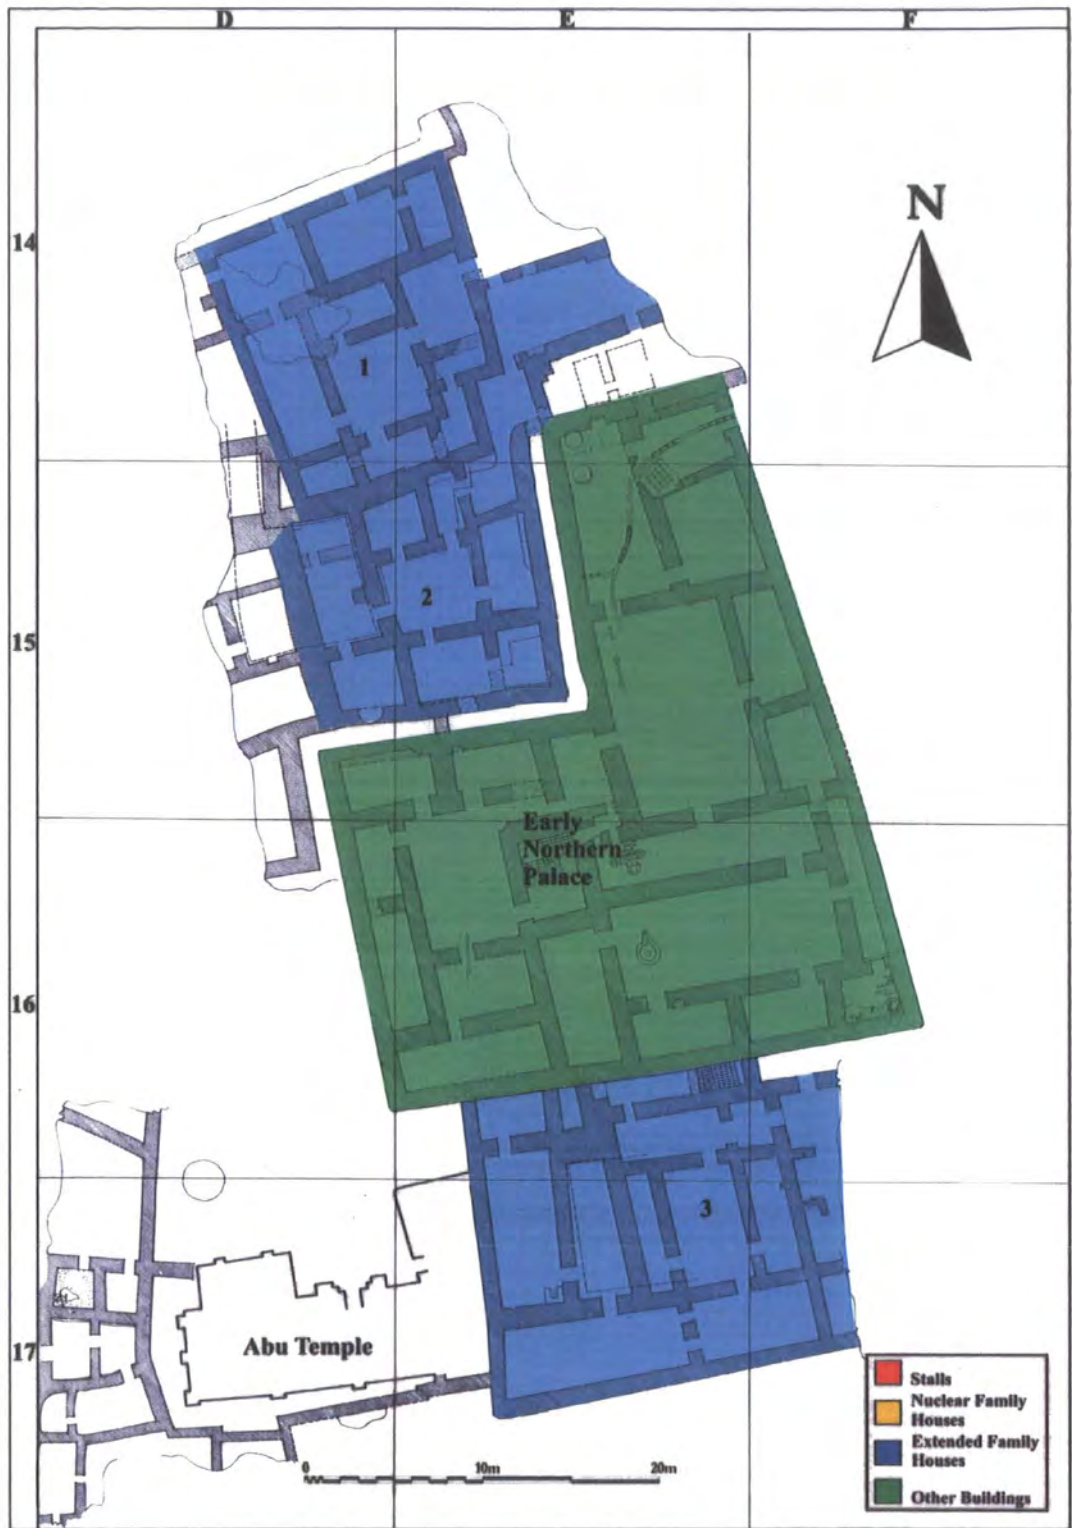 D E F
N
14
1
2
15
Early
Northern
Palace
16
3
17
Abu Temple
0 10m 20m
Stalls
Nuclear Family
Houses
Extended Family
Houses
Other Buildings